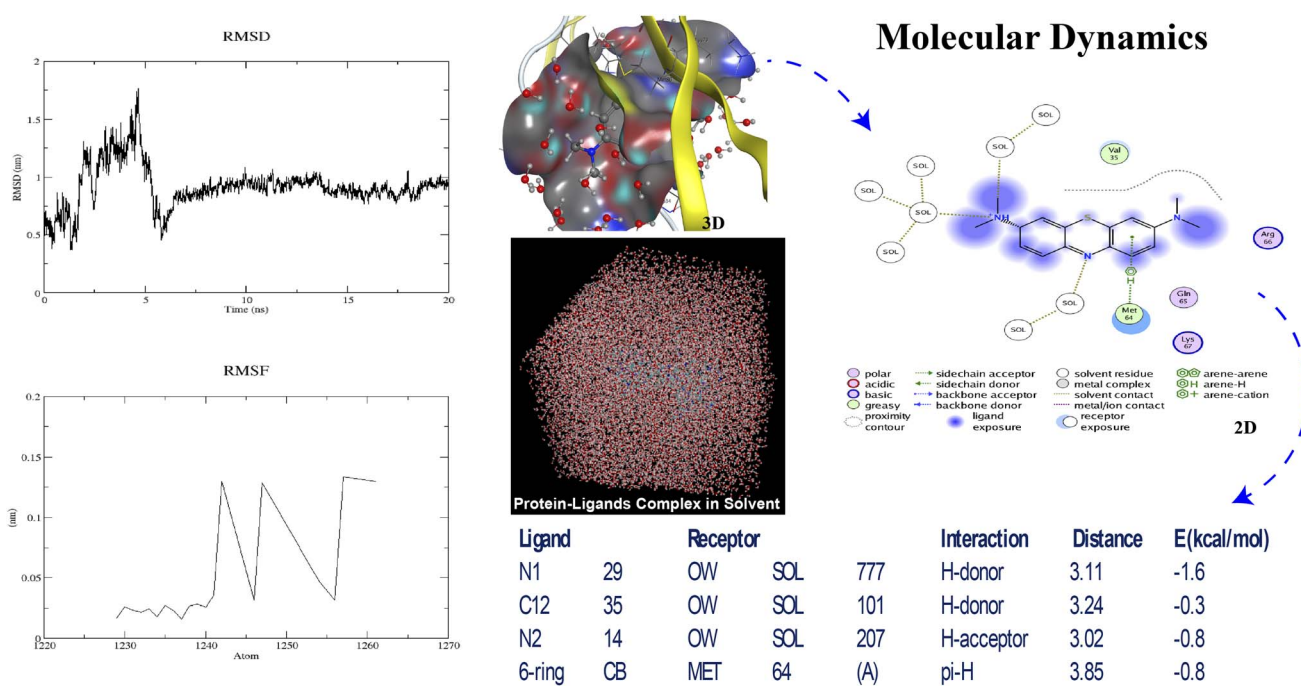 RMSD
2
1.5
1
0.5
0
RMSD (nm)
0
5
10
15
20
Time (ns)
RMSF
0.2
0.15
0.1
0.05
0
(nm)
1220
1230
1240
1250
1260
1270
Atom
3D
Protein-Ligands Complex in Solvent
Molecular Dynamics
SOL
SOL
SOL
SOL
SOL
SOL
SOL
SOL
Val
35
NH
S
N
N
Arg
66
H
Gln
65
Met
64
Lys
67
polar sidechain acceptor solvent residue arene-arene
acidic sidechain donor metal complex H arene-H
basic backbone acceptor solvent contact + arene-cation
greasy backbone donor metal/ion contact
proximity contour ligand exposure receptor exposure
2D
Ligand Receptor Interaction Distance E(kcal/mol)
N1 29 OW SOL 777 H-donor 3.11 -1.6
C12 35 OW SOL 101 H-donor 3.24 -0.3
N2 14 OW SOL 207 H-acceptor 3.02 -0.8
6-ring CB MET 64 (A) pi-H 3.85 -0.8